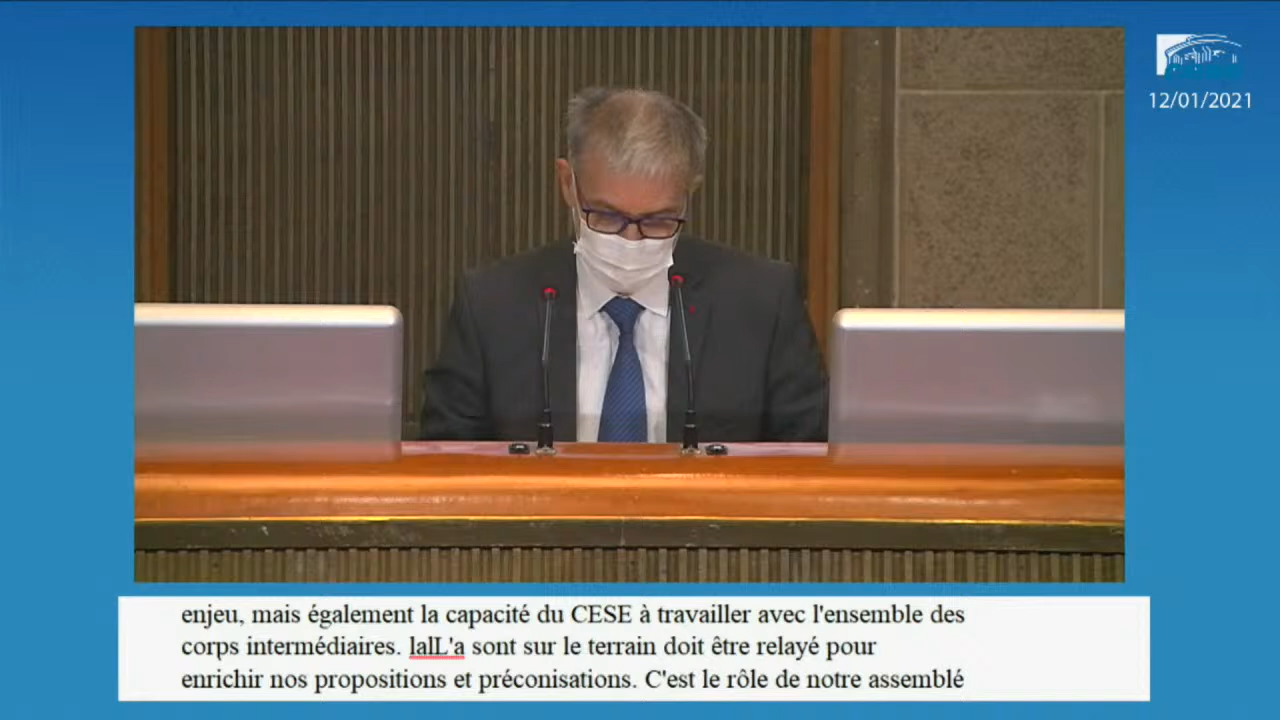 12/01/2021
enjeu, mais également la capacité du CESE à travailler avec l'ensemble des
corps intermédiaires. lalL'a sont sur le terrain doit être relayé pour
enrichir nos propositions et préconisations. C'est le rôle de notre assemblé